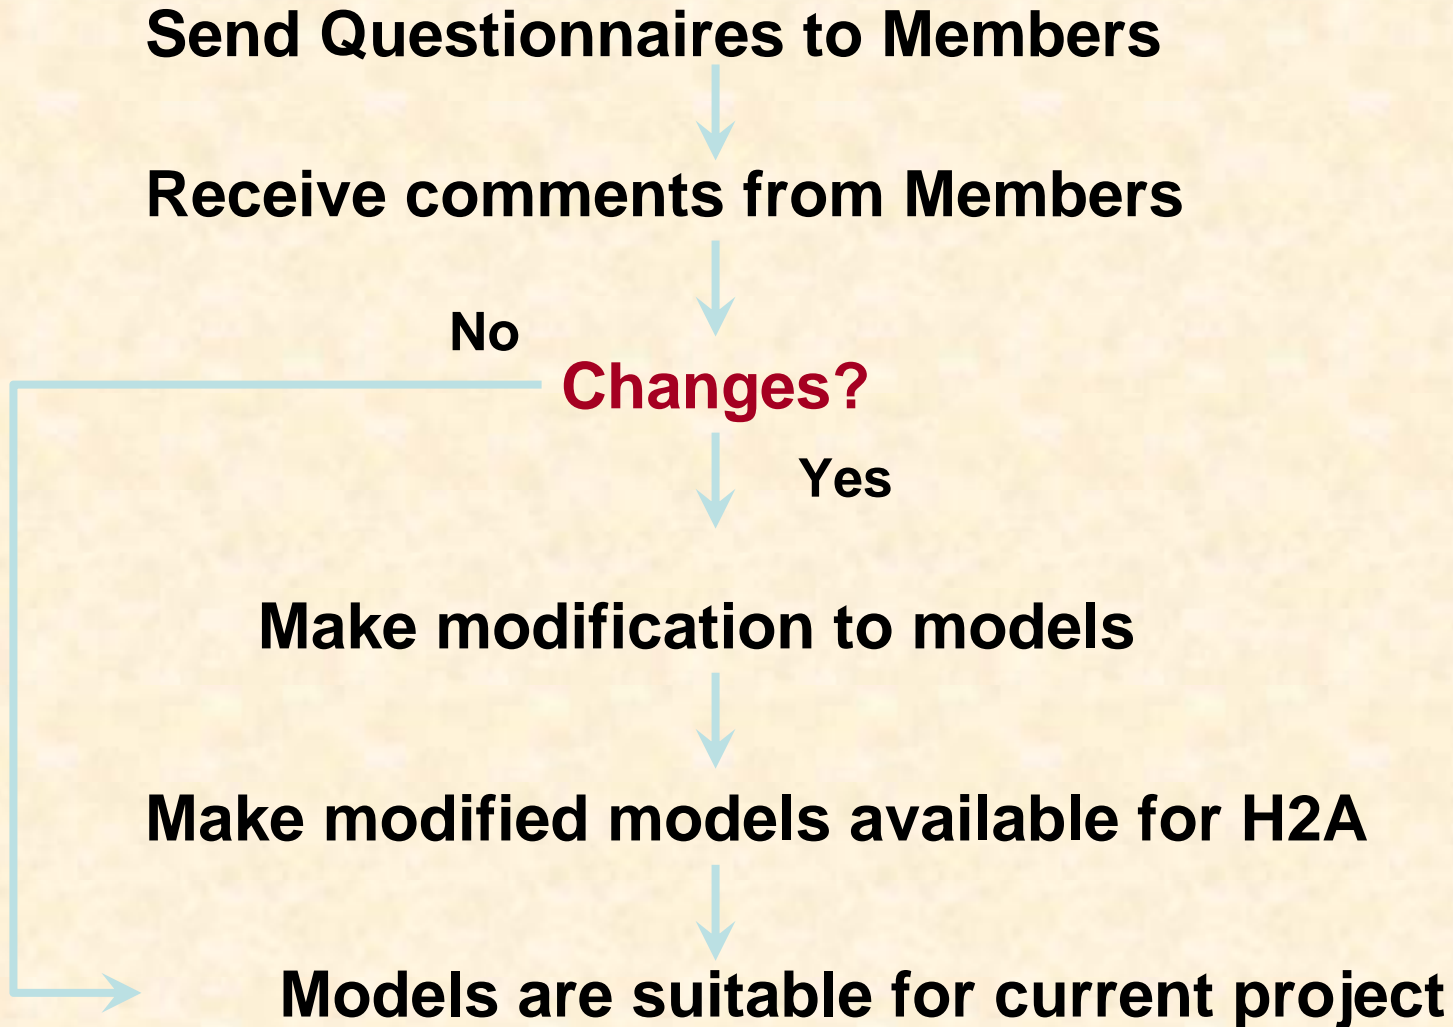 Send Questionnaires to Members
Receive comments from Members
No
Changes?
Yes
Make modification to models
Make modified models available for H2A
Models are suitable for current project